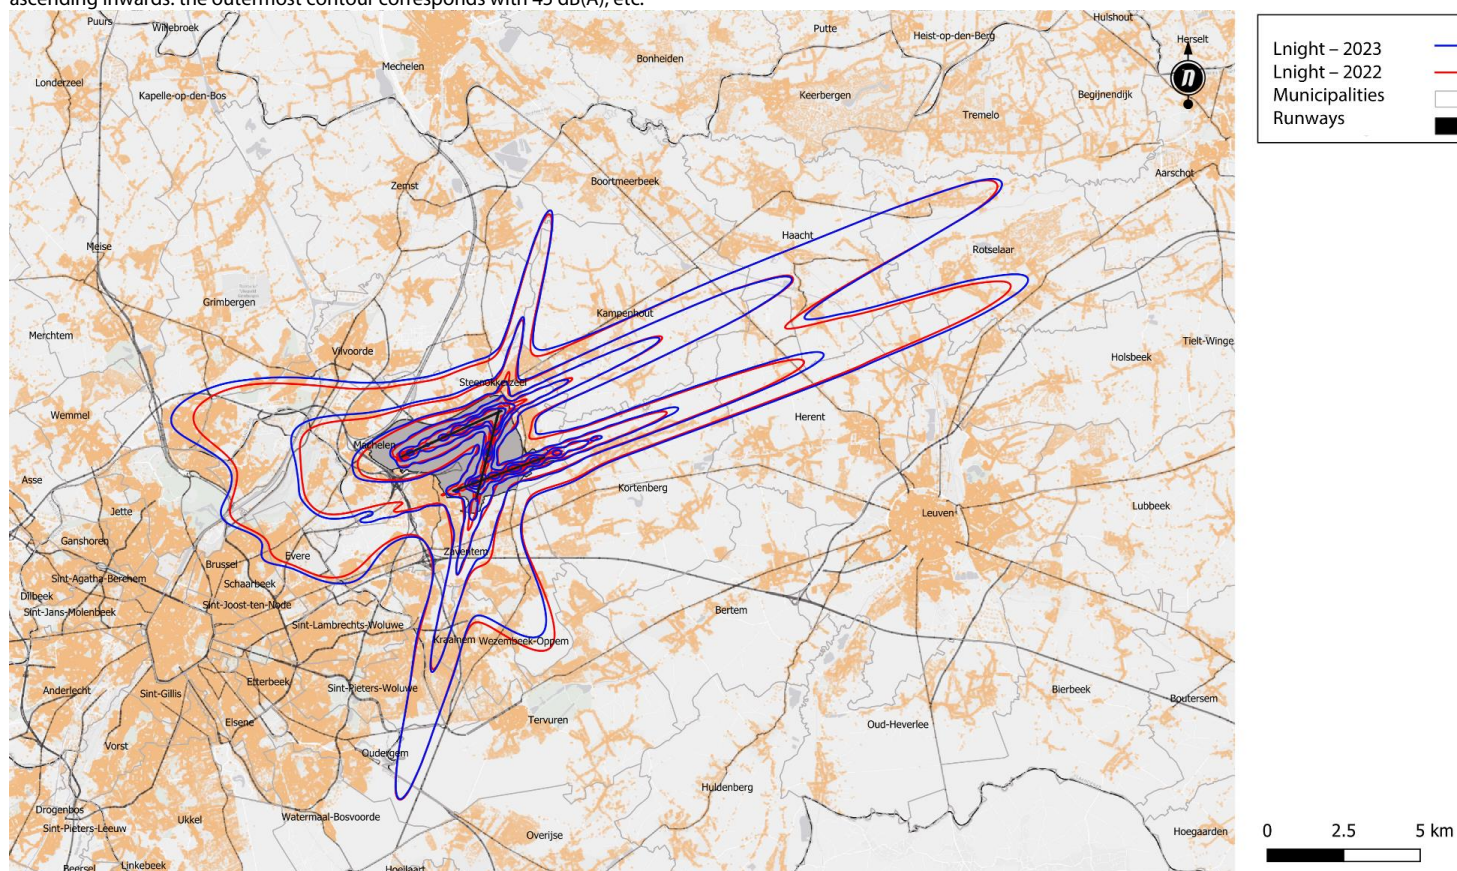 ascending inwards: the outermost contour corresponds with 45 dB(A), etc.
Puurs
Willebroek
Putte
Hulshout
Heist-op-den-Berg
Herselt
Mechelen
Bonheiden
Londerzeel
Kapelle-op-den-Bos
Keerbergen
Begijnendijk
Tremelo
n
Lnight – 2023
Lnight – 2022
Municipalities
Runways
Aarschot
Zemst
Boortmeerbeek
Haacht
Meise
Rotselaar
Grimbergen
Kampenhout
Merchtem
Vilvoorde
Tielt-Winge
Holsbeek
Steenokkerzeel
Wemmel
Herent
Machelen
Asse
Kortenberg
Jette
Leuven
Lubbeek
Ganshoren
Evere
Zaventem
Brussel
Sint-Agatha-Berchem
Schaarbeek
Dilbeek
Sint-Joost-ten-Node
Sint-Jans-Molenbeek
Bertem
Sint-Lambrechts-Woluwe
Kraainem
Wezembeek-Oppem
Anderlecht
Sint-Gillis
Etterbeek
Sint-Pieters-Woluwe
Bierbeek
Boutersem
Elsene
Tervuren
Oud-Heverlee
Vorst
Oudergem
Huldenberg
Drogenbos
Sint-Pieters-Leeuw
Ukkel
Watermaal-Bosvoorde
Overijse
Hoegaarden
Beersel
Linkebeek
Hoeilaart
0 2.5 5 km